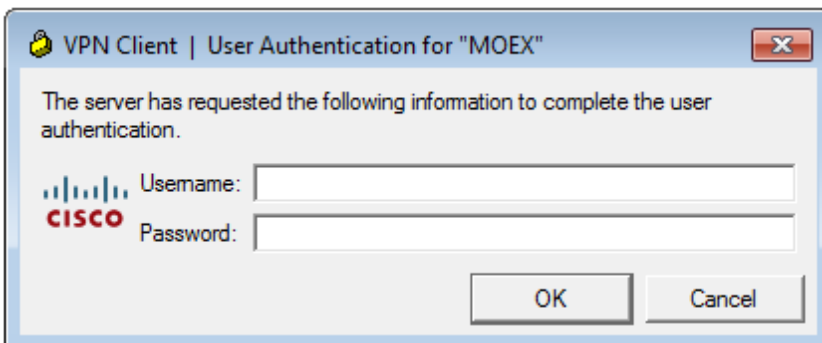 VPN Client | User Authentication for "MOEX"
The server has requested the following information to complete the user
authentication.
Username:
CISCO
Password:
OK
Cancel